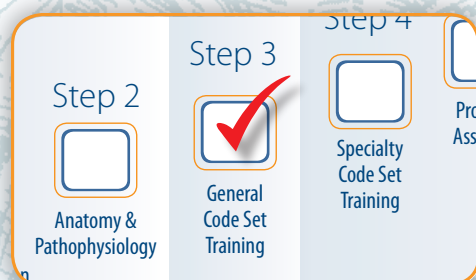 Step 2
Anatomy &
Pathophysiology
Step 3
General
Code Set
Training
Step 4
Specialty
Code Set
Training